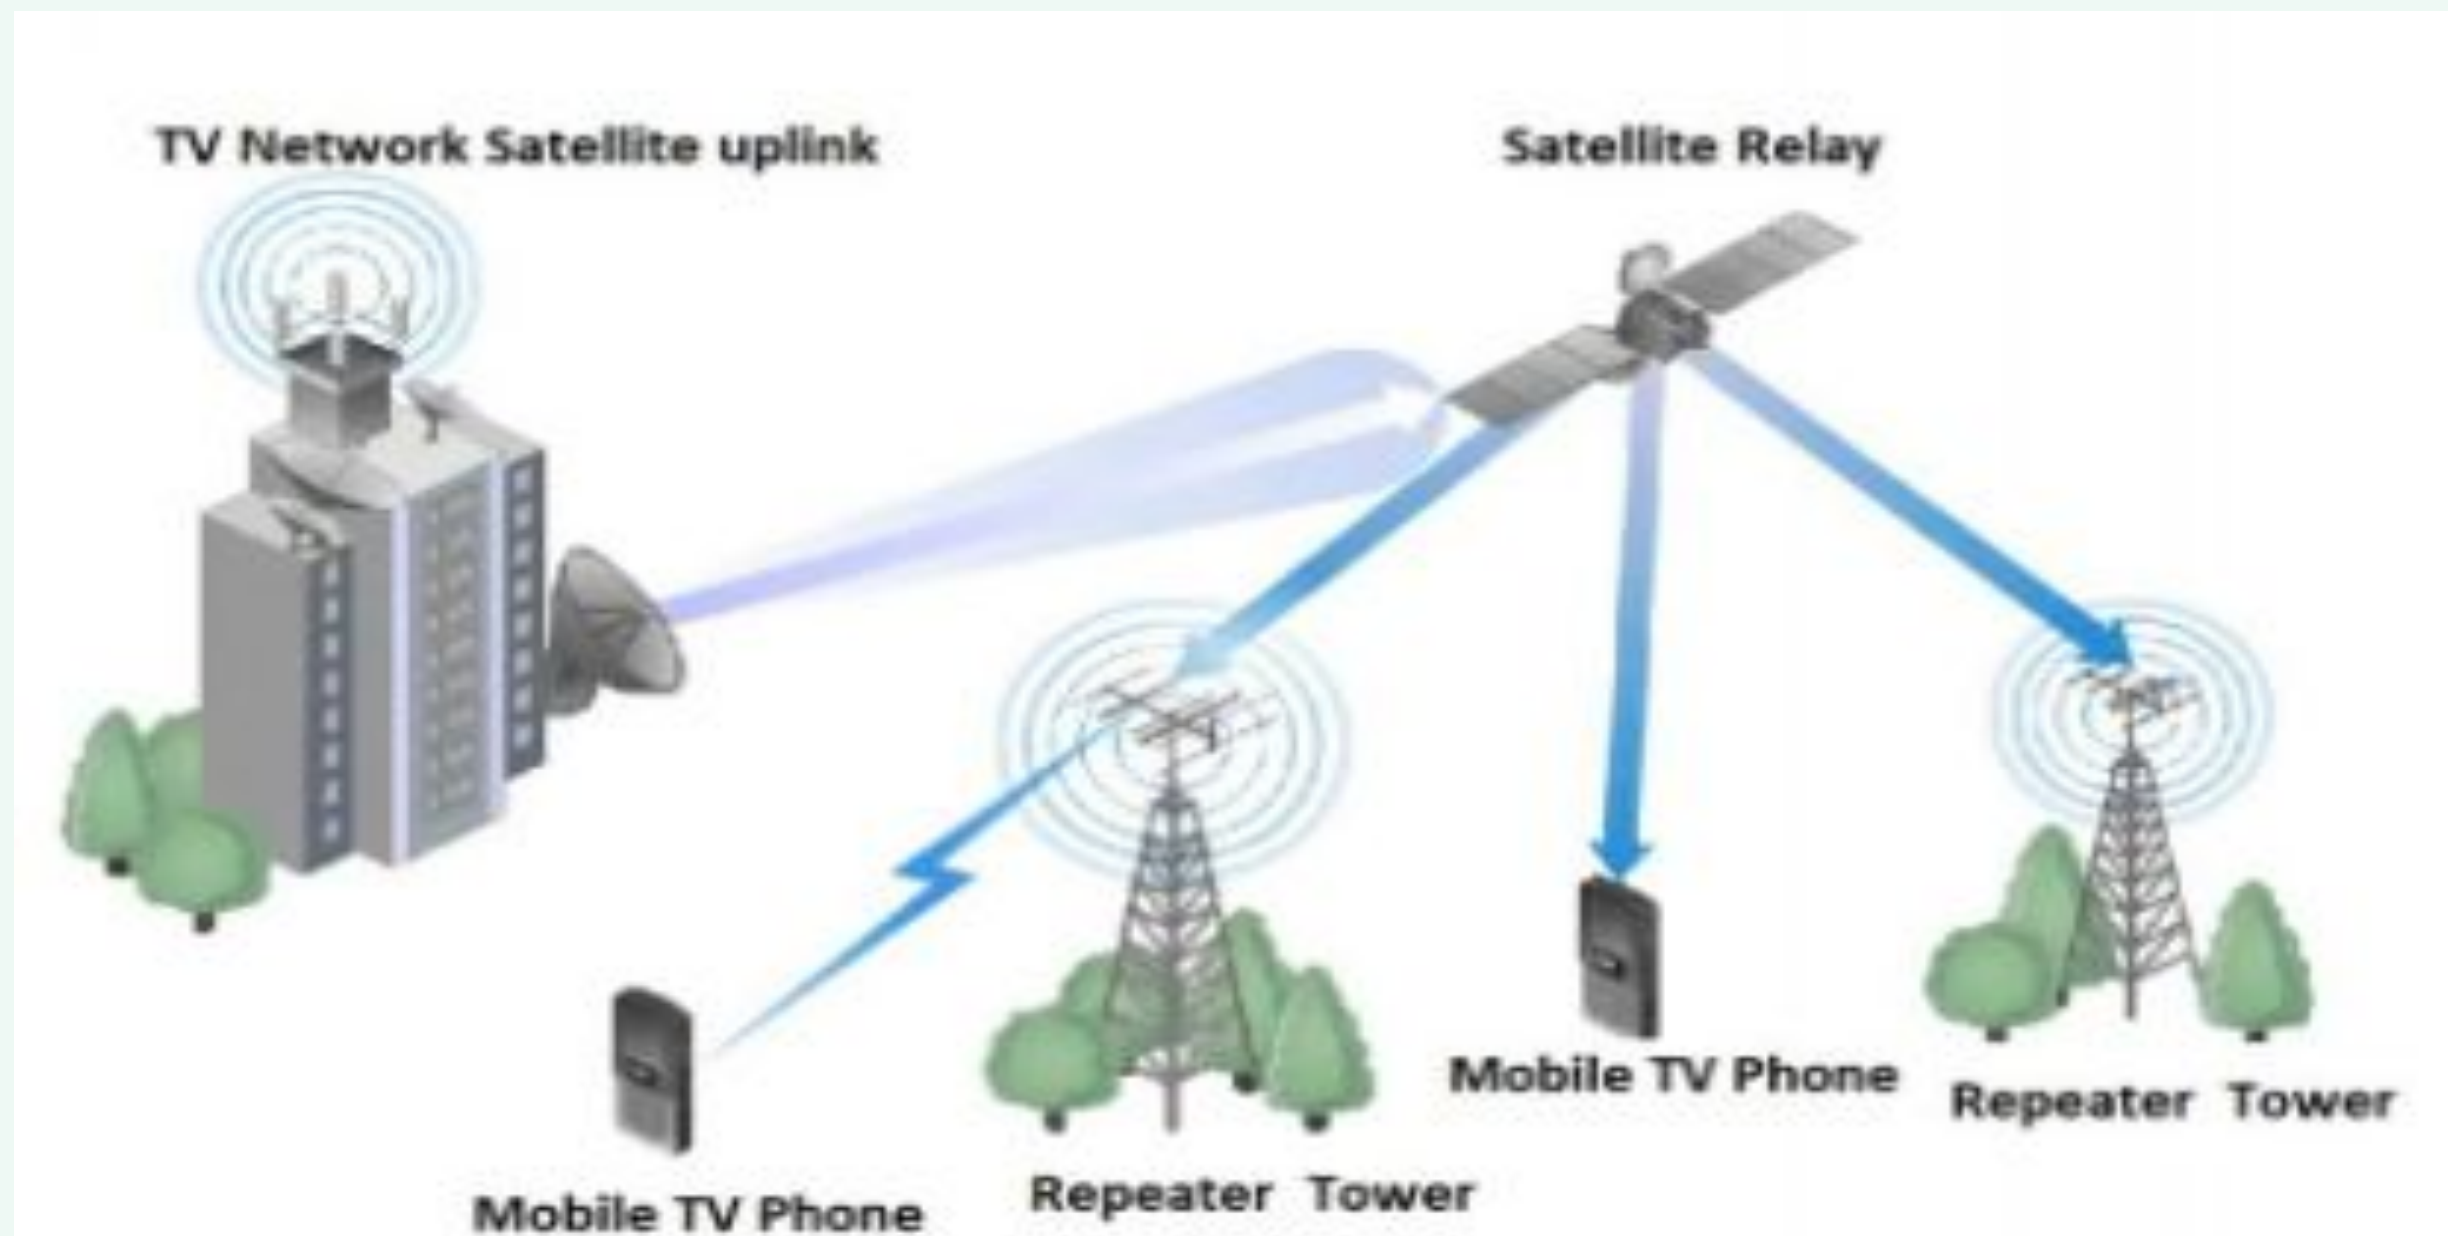 TV Network Satellite uplink
Satellite Relay
Mobile TV Phone
Repeater Tower
Mobile TV Phone
Repeater Tower